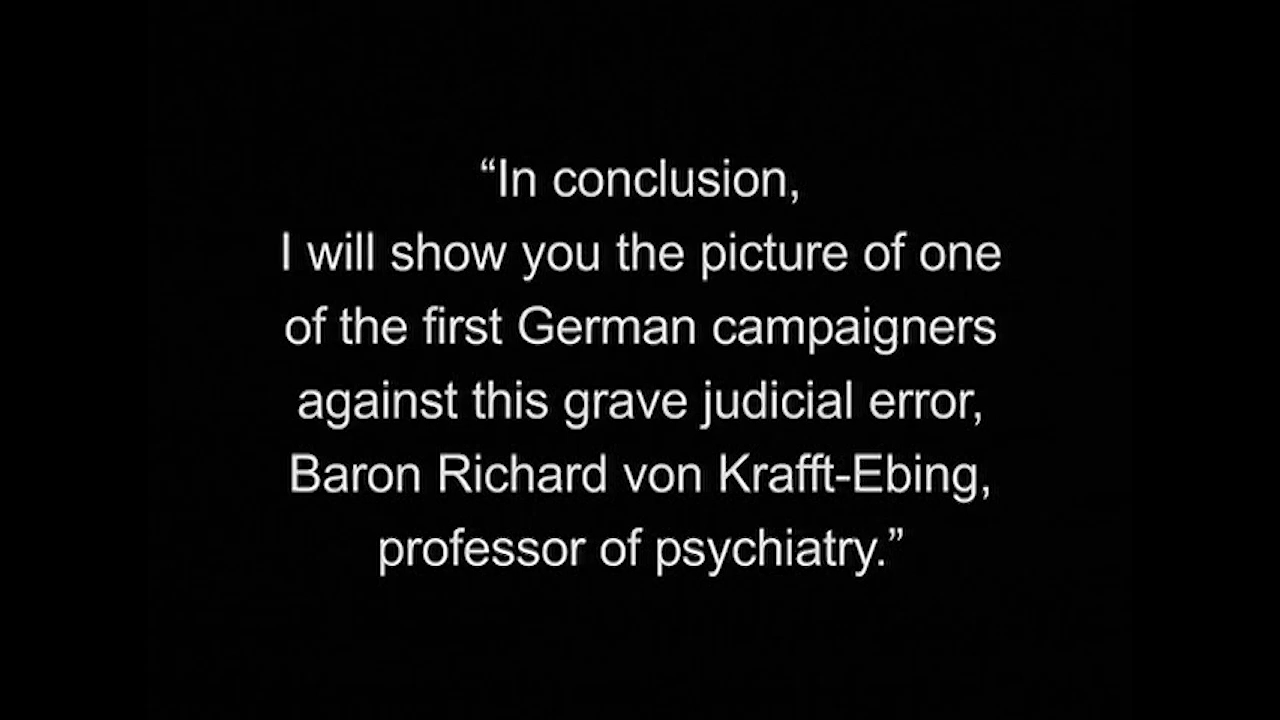 “In conclusion,
I will show you the picture of one
of the first German campaigners
against this grave judicial error,
Baron Richard von Krafft-Ebing,
professor of psychiatry.”